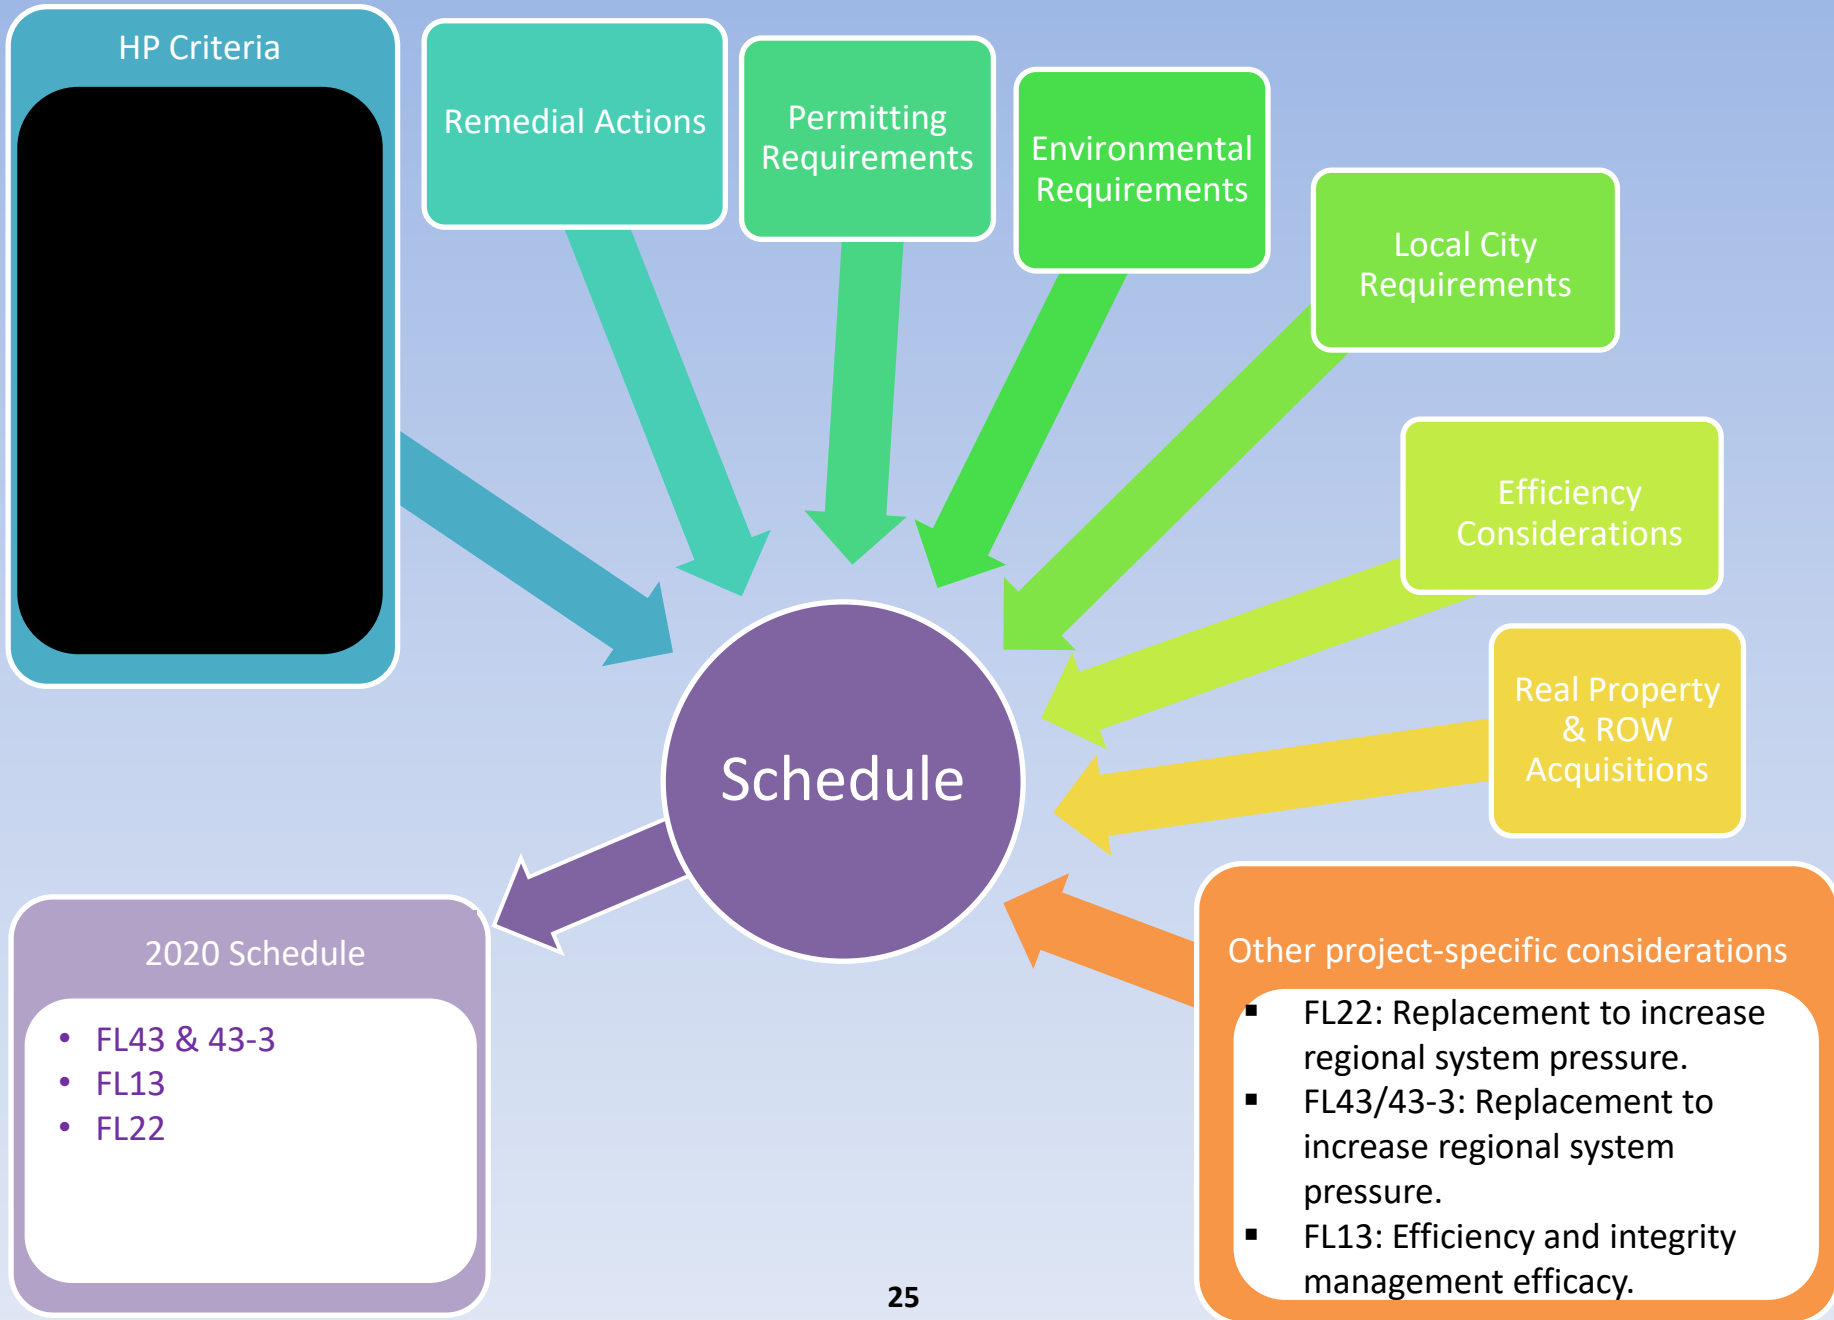 HP Criteria
Remedial Actions
Permitting
Requirements
Environmental
Requirements
Local City
Requirements
Efficiency
Considerations
Real Property
& ROW
Acquisitions
Schedule
2020 Schedule
• FL43 & 43-3
• FL13
• FL22
Other project-specific considerations
▪ FL22: Replacement to increase
regional system pressure.
▪ FL43/43-3: Replacement to
increase regional system
pressure.
▪ FL13: Efficiency and integrity
management efficacy.
25